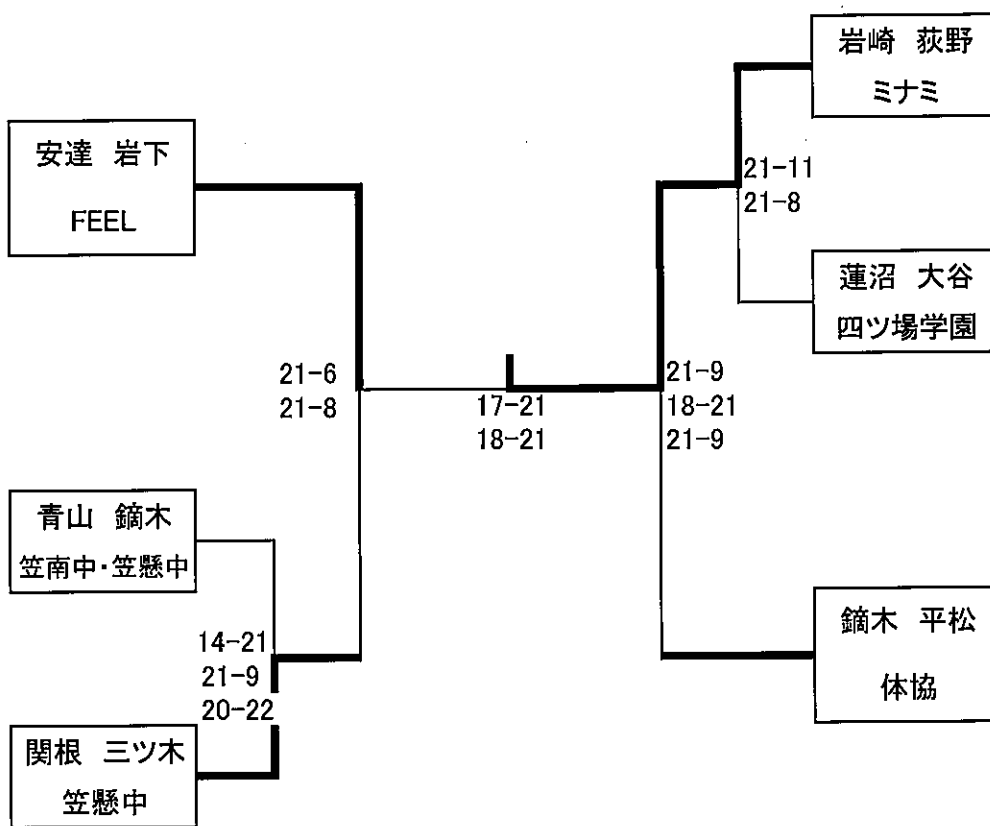 岩崎 荻野
ミナミ
安達 岩下
FEEL
21-11
21-8
蓮沼 大谷
四ツ場学園
21-6
21-8
17-21
18-21
21-9
18-21
21-9
青山 鏑木
笠南中・笠懸中
14-21
21-9
20-22
関根 三ツ木
笠懸中
鏑木 平松
体協